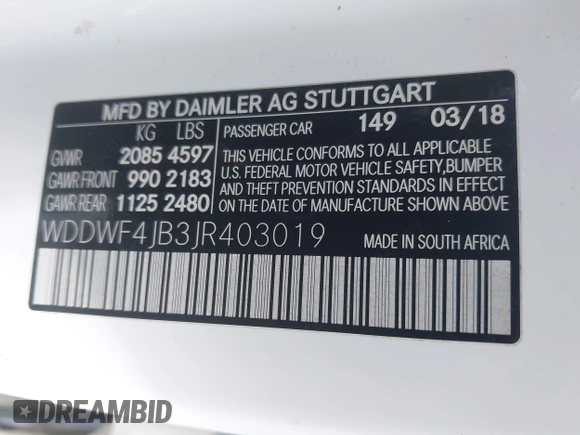 MFD BY DAIMLER AG STUTTGART
KG LBS
GVWR 2085 4597
GAWR FRONT 990 2183
GAWR REAR 1125 2480
PASSENGER CAR 149 03/18
THIS VEHICLE CONFORMS TO ALL APPLICABLE
U.S. FEDERAL MOTOR VEHICLE SAFETY,BUMPER
AND THEFT PREVENTION STANDARDS IN EFFECT
ON DATE OF MANUFACTURE SHOWN ABOVE.
WDDWF4JB3JR403019 MADE IN SOUTH AFRICA
DREAMBID